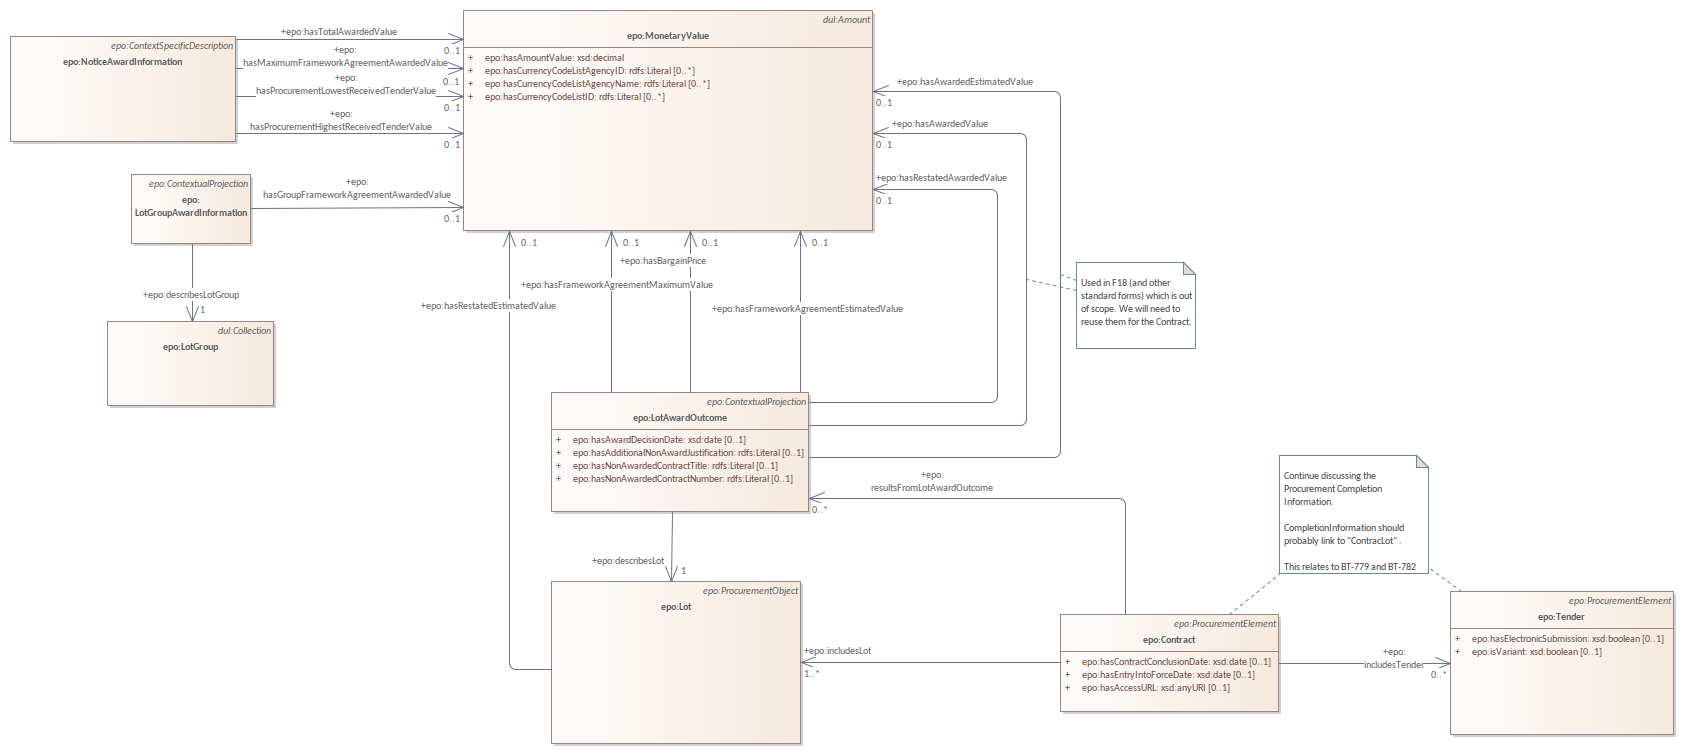 epo:ContextSpecificDescription
epo:NoticeAwardInformation
+epo:hasTotalAwardedValue
0..1
+epo:
hasMaximumFrameworkAgreementAwardedValue
0..1
+epo:
hasProcurementLowestReceivedTenderValue
0..1
+epo:
hasProcurementHighestReceivedTenderValue
0..1
dul:Amount
epo:MonetaryValue
+ epo:hasAmountValue: xsd:decimal
+ epo:hasCurrencyCodeListAgencyID: rdfs:Literal [0..*]
+ epo:hasCurrencyCodeListAgencyName: rdfs:Literal [0..*]
+ epo:hasCurrencyCodeListID: rdfs:Literal [0..*]
+epo:hasAwardedEstimatedValue
0..1
+epo:hasAwardedValue
0..1
+epo:hasRestatedAwardedValue
0..1
epo:ContextualProjection
epo:
LotGroupAwardInformation
+epo:
hasGroupFrameworkAgreementAwardedValue
0..1
+epo:describesLotGroup
1
dul:Collection
epo:LotGroup
0..1
0..1
0..1
0..1
+epo:hasBargainPrice
+epo:hasFrameworkAgreementMaximumValue
+epo:hasRestatedEstimatedValue
+epo:hasFrameworkAgreementEstimatedValue
Used in F18 (and other
standard forms) which is out
of scope. We will need to
reuse them for the Contract.
epo:ContextualProjection
epo:LotAwardOutcome
+ epo:hasAwardDecisionDate: xsd:date [0..1]
+ epo:hasAdditionalNonAwardJustification: rdfs:Literal [0..1]
+ epo:hasNonAwardedContractTitle: rdfs:Literal [0..1]
+ epo:hasNonAwardedContractNumber: rdfs:Literal [0..1]
+epo:
resultsFromLotAwardOutcome
0..*
Continue discussing the
Procurement Completion
Information.
CompletionInformation should
probably link to "ContracLot" .
This relates to BT-779 and BT-782
+epo:describesLot
1
epo:ProcurementObject
epo:Lot
+epo:includesLot
1..*
epo:ProcurementElement
epo:Contract
+ epo:hasContractConclusionDate: xsd:date [0..1]
+ epo:hasEntryIntoForceDate: xsd:date [0..1]
+ epo:hasAccessURL: xsd:anyURI [0..1]
+epo:
includesTender
0..*
epo:ProcurementElement
epo:Tender
+ epo:hasElectronicSubmission: xsd:boolean [0..1]
+ epo:isVariant: xsd:boolean [0..1]